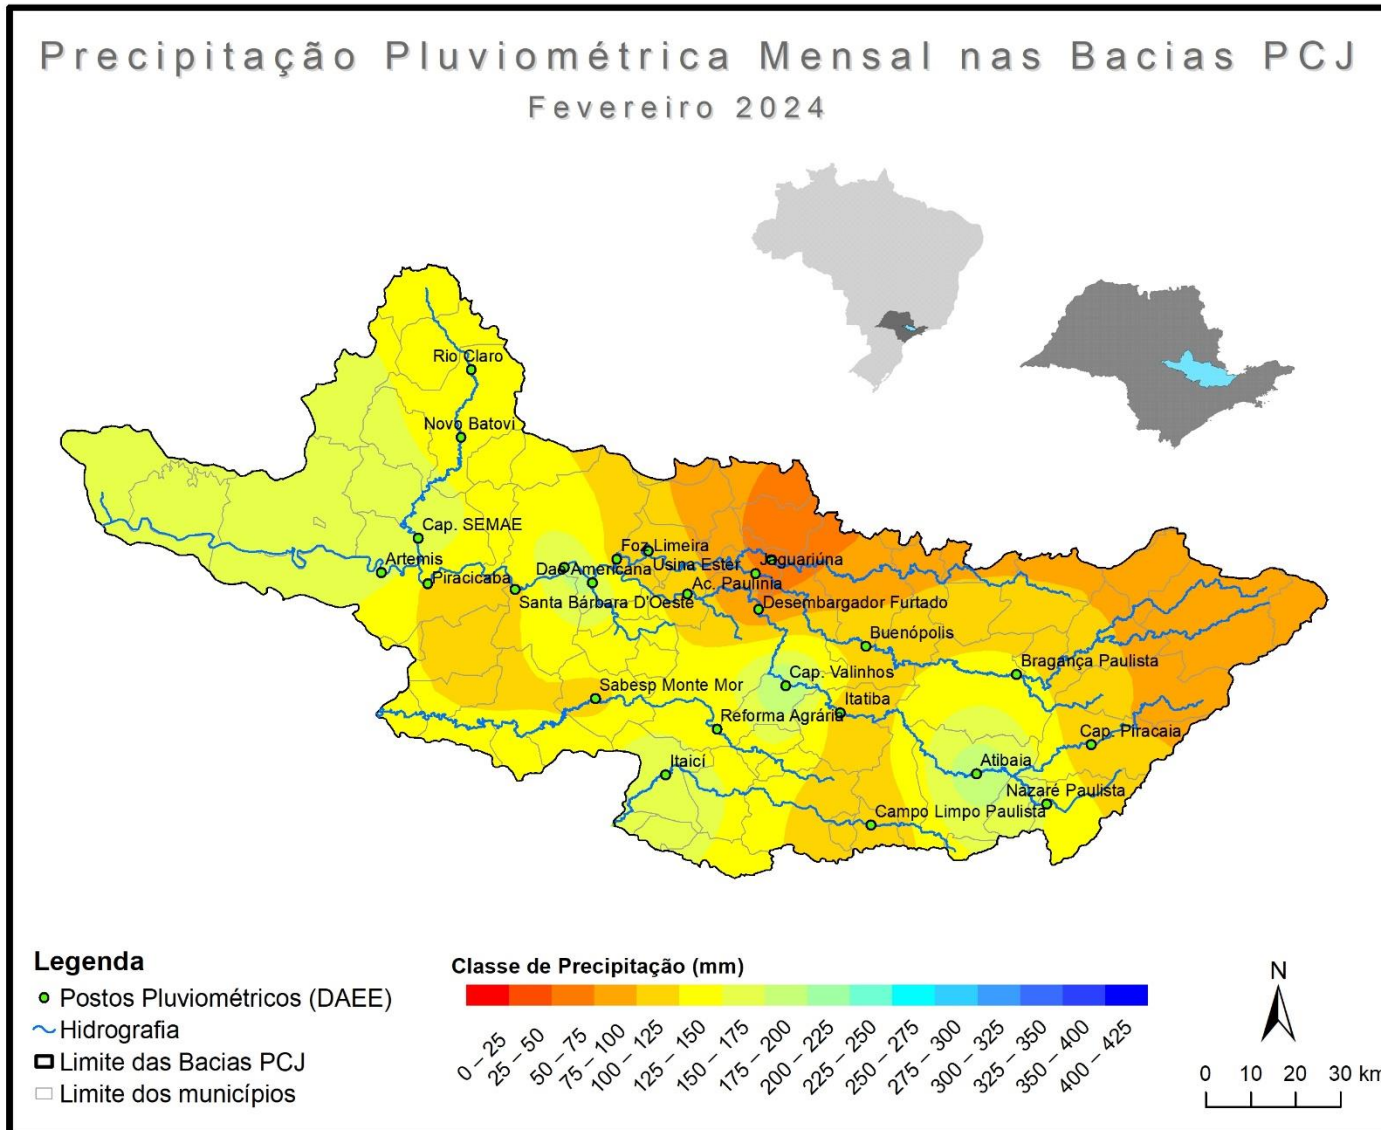 Precipitação Pluviométrica Mensal nas Bacias PCJ
Fevereiro 2024
Rio Claro
Novo Batovi
Cap. SEMAE
Artemis
Piracicaba
Foz Limeira
Usina Ester
Jaguariúna
Dae Americana
Ac. Paulínia
Santa Bárbara D'Oeste
Desembargador Furtado
Buenópolis
Bragança Paulista
Cap. Valinhos
Sabesp Monte Mor
Itatiba
Reforma Agrária
Cap. Piracaia
Itaicí
Atibaia
Nazaré Paulista
Campo Limpo Paulista
Legenda
Postos Pluviométricos (DAEE)
Hidrografia
Limite das Bacias PCJ
Limite dos municípios
Classe de Precipitação (mm)
0 – 25
25 – 50
50 – 75
75 – 100
100 – 125
125 – 150
150 – 175
175 – 200
200 – 225
225 – 250
250 – 275
275 – 300
300 – 325
325 – 350
350 – 400
400 – 425
N
0 10 20 30 km